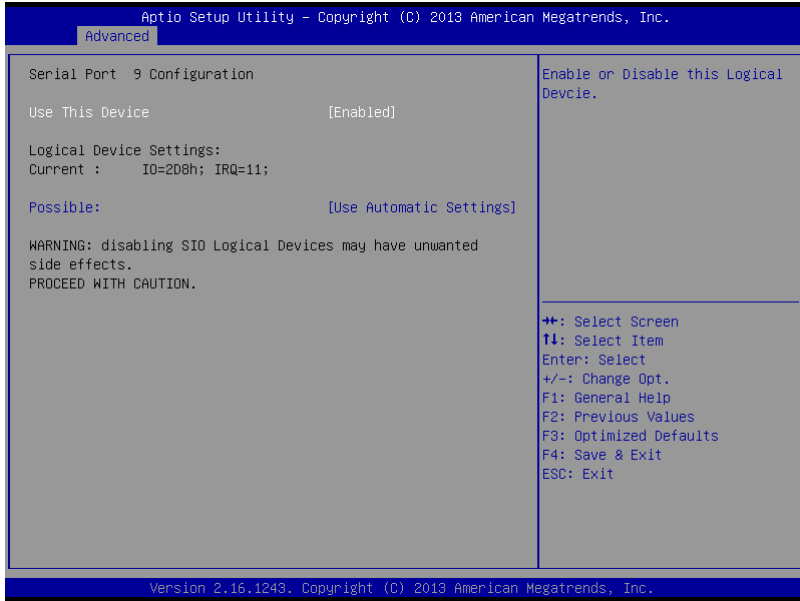 Aptio Setup Utility – Copyright (C) 2013 American Megatrends, Inc.
Advanced
Serial Port  9 Configuration
Use This Device [Enabled]
Logical Device Settings:
Current : IO=2D8h; IRQ=11;
Possible: [Use Automatic Settings]
WARNING: disabling SIO Logical Devices may have unwanted
side effects.
PROCEED WITH CAUTION.
Enable or Disable this Logical
Devcie.
→←: Select Screen
↑↓: Select Item
Enter: Select
+/-: Change Opt.
F1: General Help
F2: Previous Values
F3: Optimized Defaults
F4: Save & Exit
ESC: Exit
Version 2.16.1243. Copyright (C) 2013 American Megatrends, Inc.